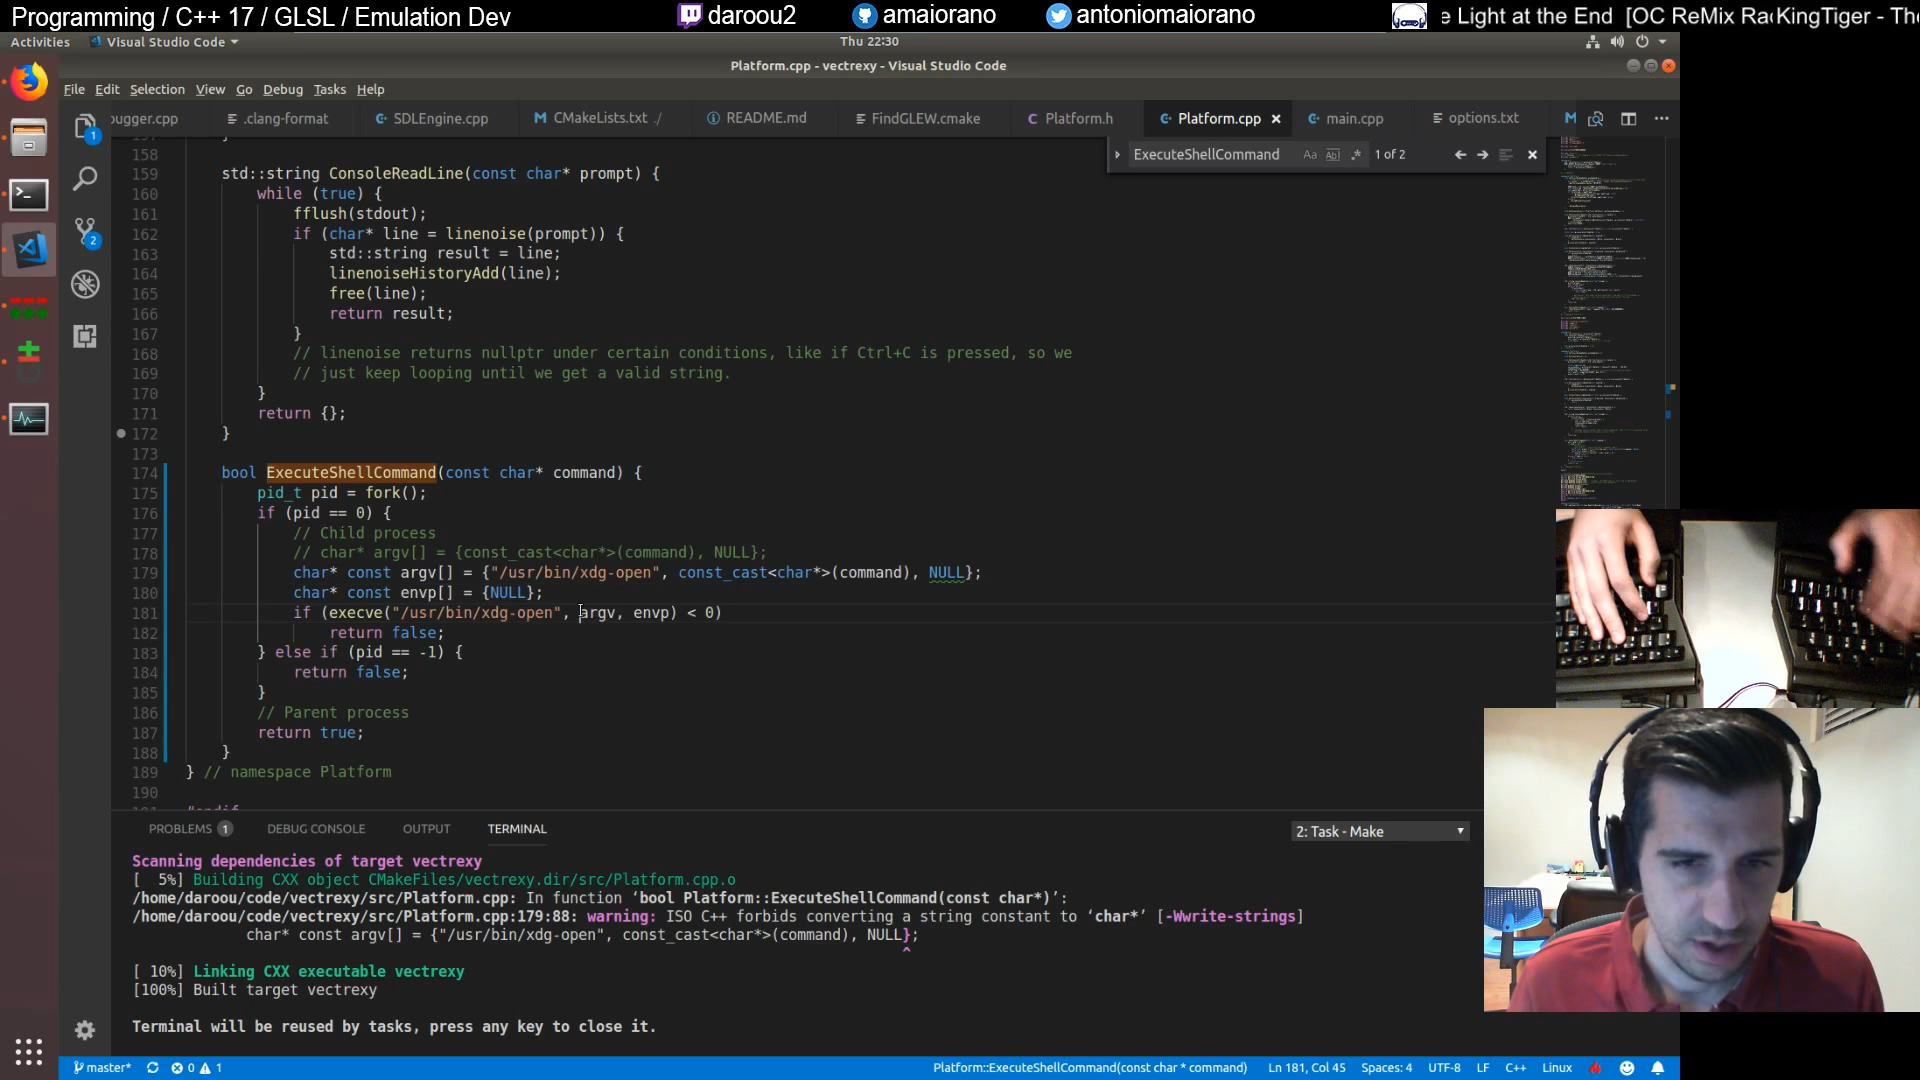 Programming / C++ 17 / GLSL / Emulation Dev
daroou2
amaiorano
antoniomaiorano
e Light at the End [OC ReMix Rac
KingTiger - The
Activities
Visual Studio Code
Thu 22:30
Platform.cpp - vectrexy - Visual Studio Code
File Edit Selection View Go Debug Tasks Help
bugger.cpp
.clang-format
SDLEngine.cpp
M CMakeLists.txt ./
README.md
FindGLEW.cmake
C Platform.h
Platform.cpp
main.cpp
options.txt
M
ExecuteShellCommand
Aa Abl .*
1 of 2
158
159 std::string ConsoleReadLine(const char* prompt) {
160 while (true) {
161 fflush(stdout);
162 if (char* line = linenoise(prompt)) {
163 std::string result = line;
164 linenoiseHistoryAdd(line);
165 free(line);
166 return result;
167 }
168 // linenoise returns nullptr under certain conditions, like if Ctrl+C is pressed, so we
169 // just keep looping until we get a valid string.
170 }
171 return {};
172 }
173
174 bool ExecuteShellCommand(const char* command) {
175 pid_t pid = fork();
176 if (pid == 0) {
177 // Child process
178 // char* argv[] = {const_cast<char*>(command), NULL};
179 char* const argv[] = {"/usr/bin/xdg-open", const_cast<char*>(command), NULL};
180 char* const envp[] = {NULL};
181 if (execve("/usr/bin/xdg-open", argv, envp) < 0)
182 return false;
183 } else if (pid == -1) {
184 return false;
185 }
186 // Parent process
187 return true;
188 }
189 } // namespace Platform
190
PROBLEMS 1
DEBUG CONSOLE
OUTPUT
TERMINAL
2: Task - Make
Scanning dependencies of target vectrexy
[ 5%] Building CXX object CMakeFiles/vectrexy.dir/src/Platform.cpp.o
/home/daroou/code/vectrexy/src/Platform.cpp: In function ‘bool Platform::ExecuteShellCommand(const char*)’:
/home/daroou/code/vectrexy/src/Platform.cpp:179:88: warning: ISO C++ forbids converting a string constant to ‘char*’ [-Wwrite-strings]
char* const argv[] = {"/usr/bin/xdg-open", const_cast<char*>(command), NULL};
^
[ 10%] Linking CXX executable vectrexy
[100%] Built target vectrexy
Terminal will be reused by tasks, press any key to close it.
master*
0
1
Platform::ExecuteShellCommand(const char * command)
Ln 181, Col 45
Spaces: 4
UTF-8
LF
C++
Linux
1
2